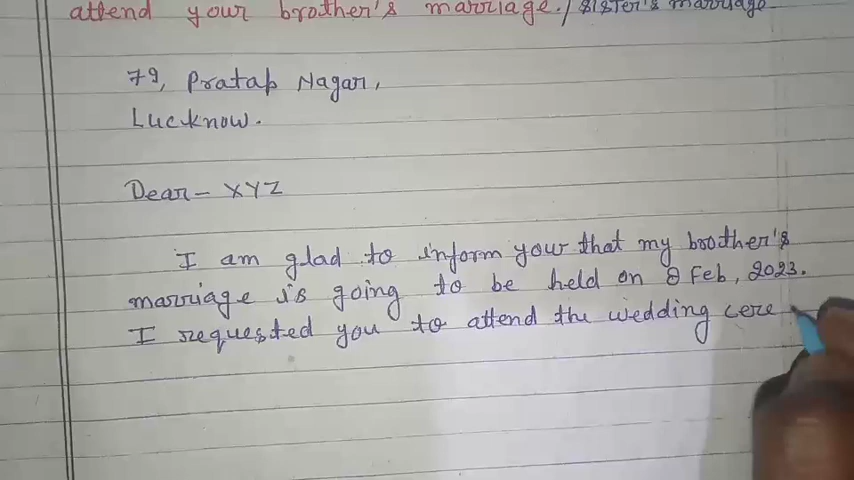 attend your brother's marriage./sister's marriage
79, Pratap Nagar,
Lucknow.
Dear- XYZ
I am glad to inform your that my brother's
marriage is going to be held on 8 Feb, 2023.
I requested you to attend the wedding cere